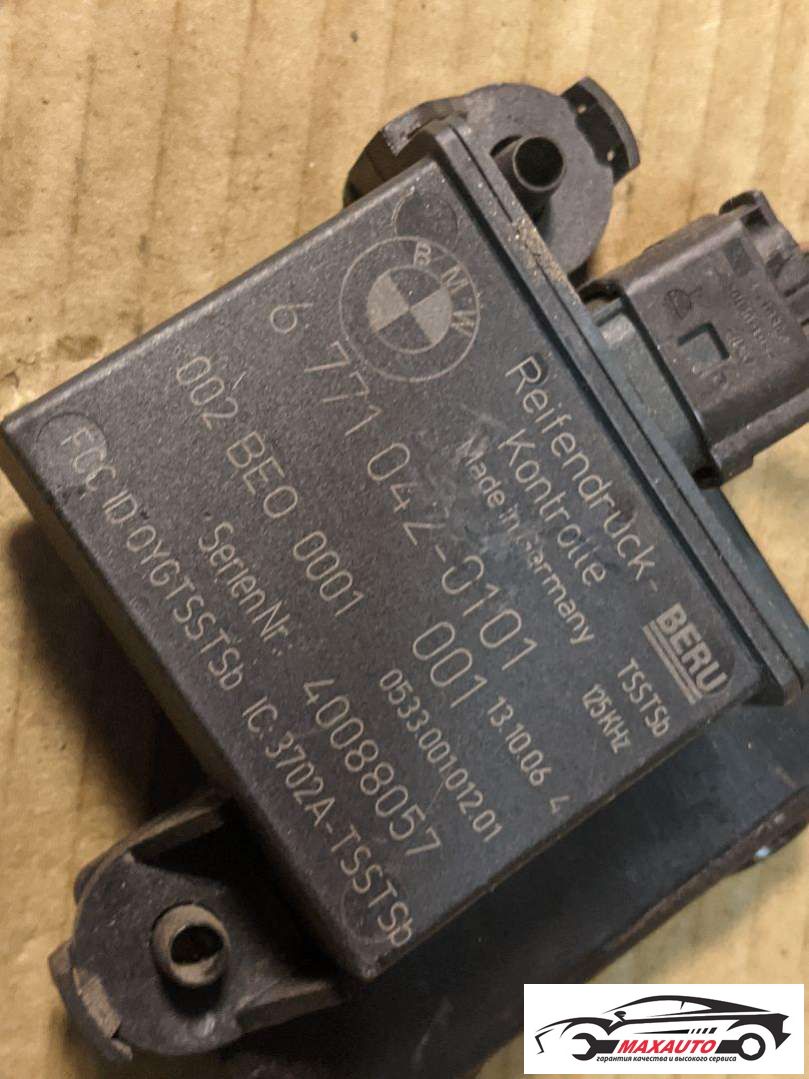 BMW
Reifendruck-
Kontrolle
Made in Germany
BERU
TSSTSb
125KHz
6 771 042-0101
002 BE0 0001
001
13.10.06 4
0533.001.012.01
SerienNr.:
40088057
FCC ID OYGTSSTSb IC:3702A-TSSTSb
MAXAUTO
гарантия качества и высокого сервиса